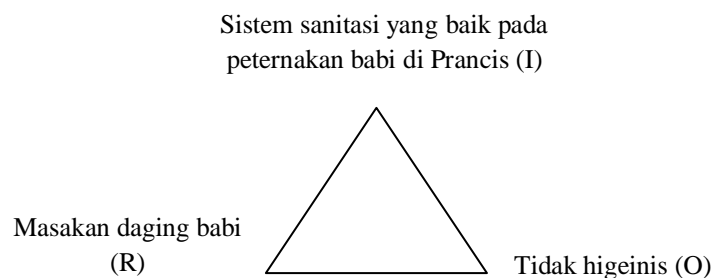 Sistem sanitasi yang baik pada
peternakan babi di Prancis (I)
Masakan daging babi
(R)
Tidak higeinis (O)